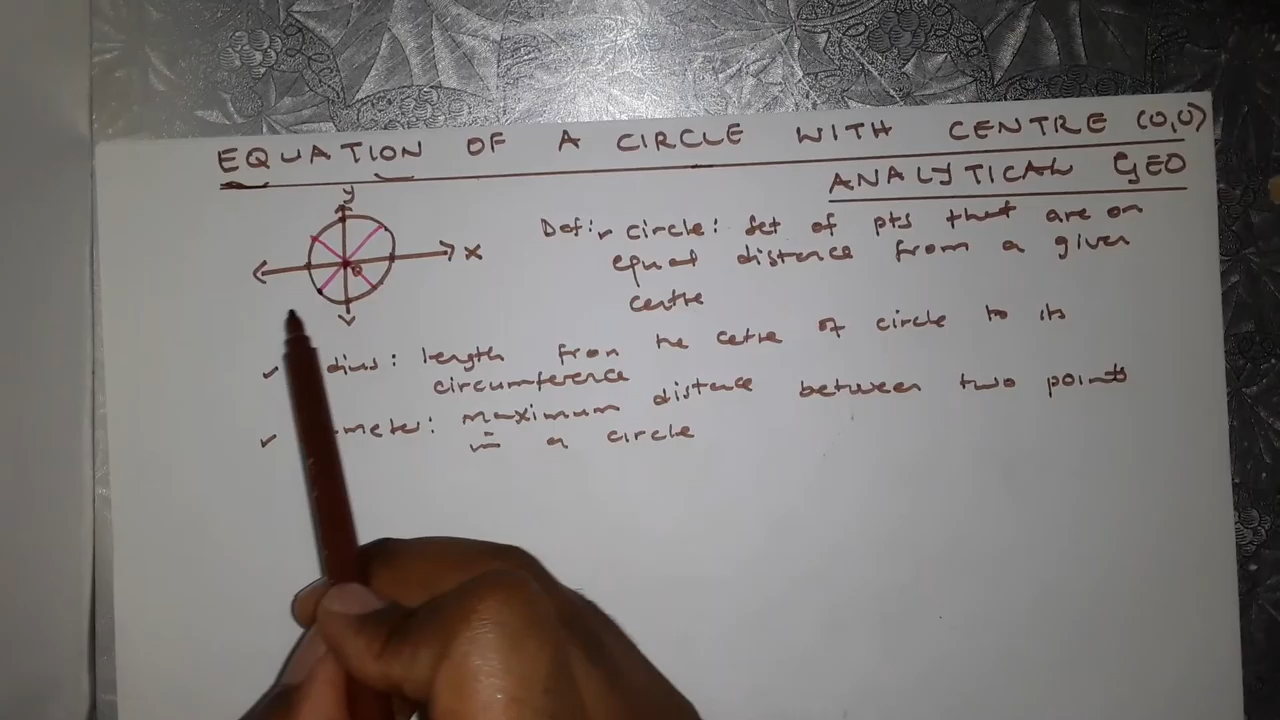 EQUATION OF A CIRCLE WITH CENTRE (0,0)
ANALYTICAL GEO
y
x
0
Def: circle: set of pts that are on
equal distance from a given
centre
dius: length from the cetre of circle to its
circumference
meter: maximum distance between two points
in a circle